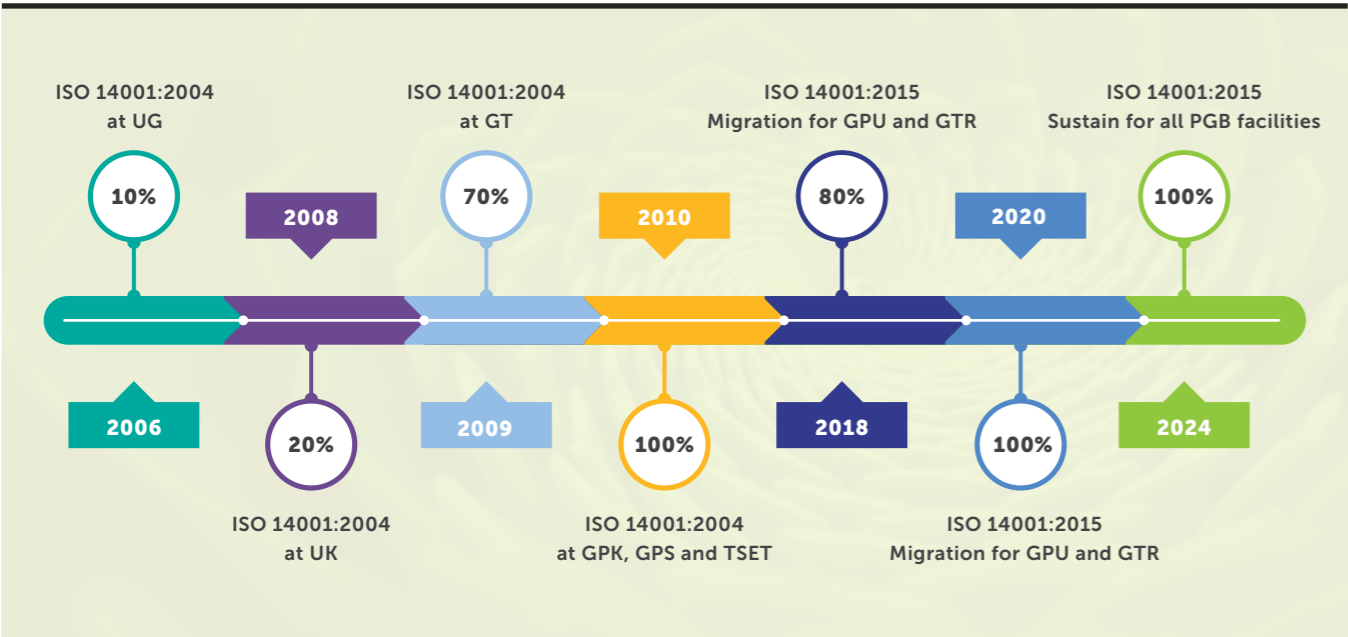 ISO 14001:2004
at UG
10%
2006
2008
20%
ISO 14001:2004
at UK
ISO 14001:2004
at GT
70%
2009
2010
100%
ISO 14001:2004
at GPK, GPS and TSET
ISO 14001:2015
Migration for GPU and GTR
80%
2018
2020
100%
ISO 14001:2015
Migration for GPU and GTR
ISO 14001:2015
Sustain for all PGB facilities
100%
2024